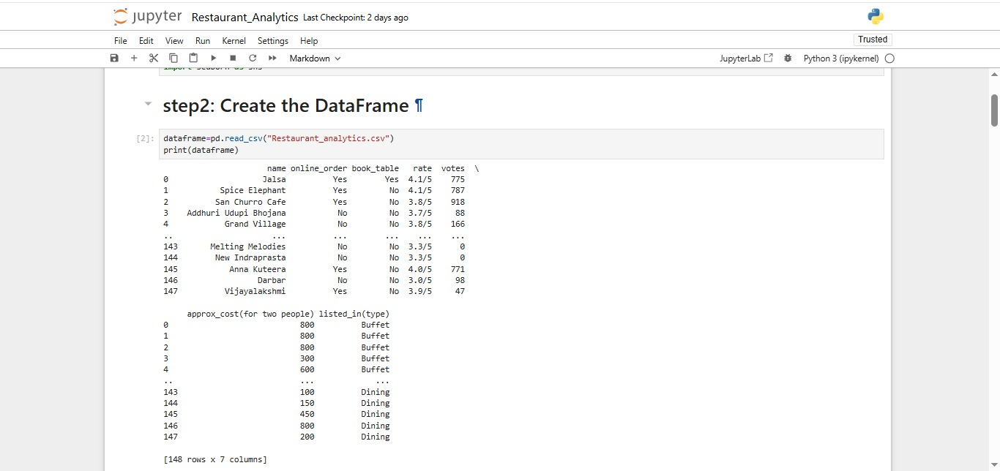 jupyter Restaurant_Analytics Last Checkpoint: 2 days ago
File Edit View Run Kernel Settings Help Trusted
Markdown JupyterLab Python 3 (ipykernel)
import seaborn as sns
step2: Create the DataFrame ¶
[2]: dataframe=pd.read_csv("Restaurant_analytics.csv")
print(dataframe)
name online_order book_table rate votes \
0 Jalsa Yes Yes 4.1/5 775
1 Spice Elephant Yes No 4.1/5 787
2 San Churro Cafe Yes No 3.8/5 918
3 Addhuri Udupi Bhojana No No 3.7/5 88
4 Grand Village No No 3.8/5 166
.. ... ... ... ... ...
143 Melting Melodies No No 3.3/5 0
144 New Indraprasta No No 3.3/5 0
145 Anna Kuteera Yes No 4.0/5 771
146 Darbar No No 3.0/5 98
147 Vijayalakshmi Yes No 3.9/5 47
approx_cost(for two people) listed_in(type)
0 800 Buffet
1 800 Buffet
2 800 Buffet
3 300 Buffet
4 600 Buffet
.. ... ...
143 100 Dining
144 150 Dining
145 450 Dining
146 800 Dining
147 200 Dining
[148 rows x 7 columns]